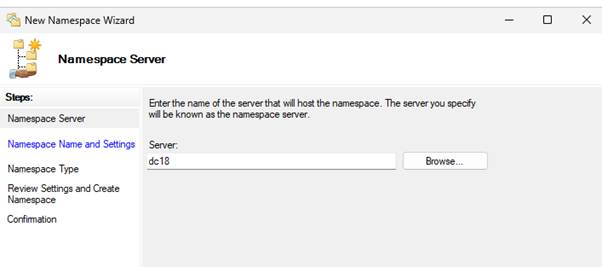 New Namespace Wizard
Namespace Server
Steps:
Namespace Server
Namespace Name and Settings
Namespace Type
Review Settings and Create
Namespace
Confirmation
Enter the name of the server that will host the namespace. The server you specify
will be known as the namespace server.
Server:
dc18
Browse...